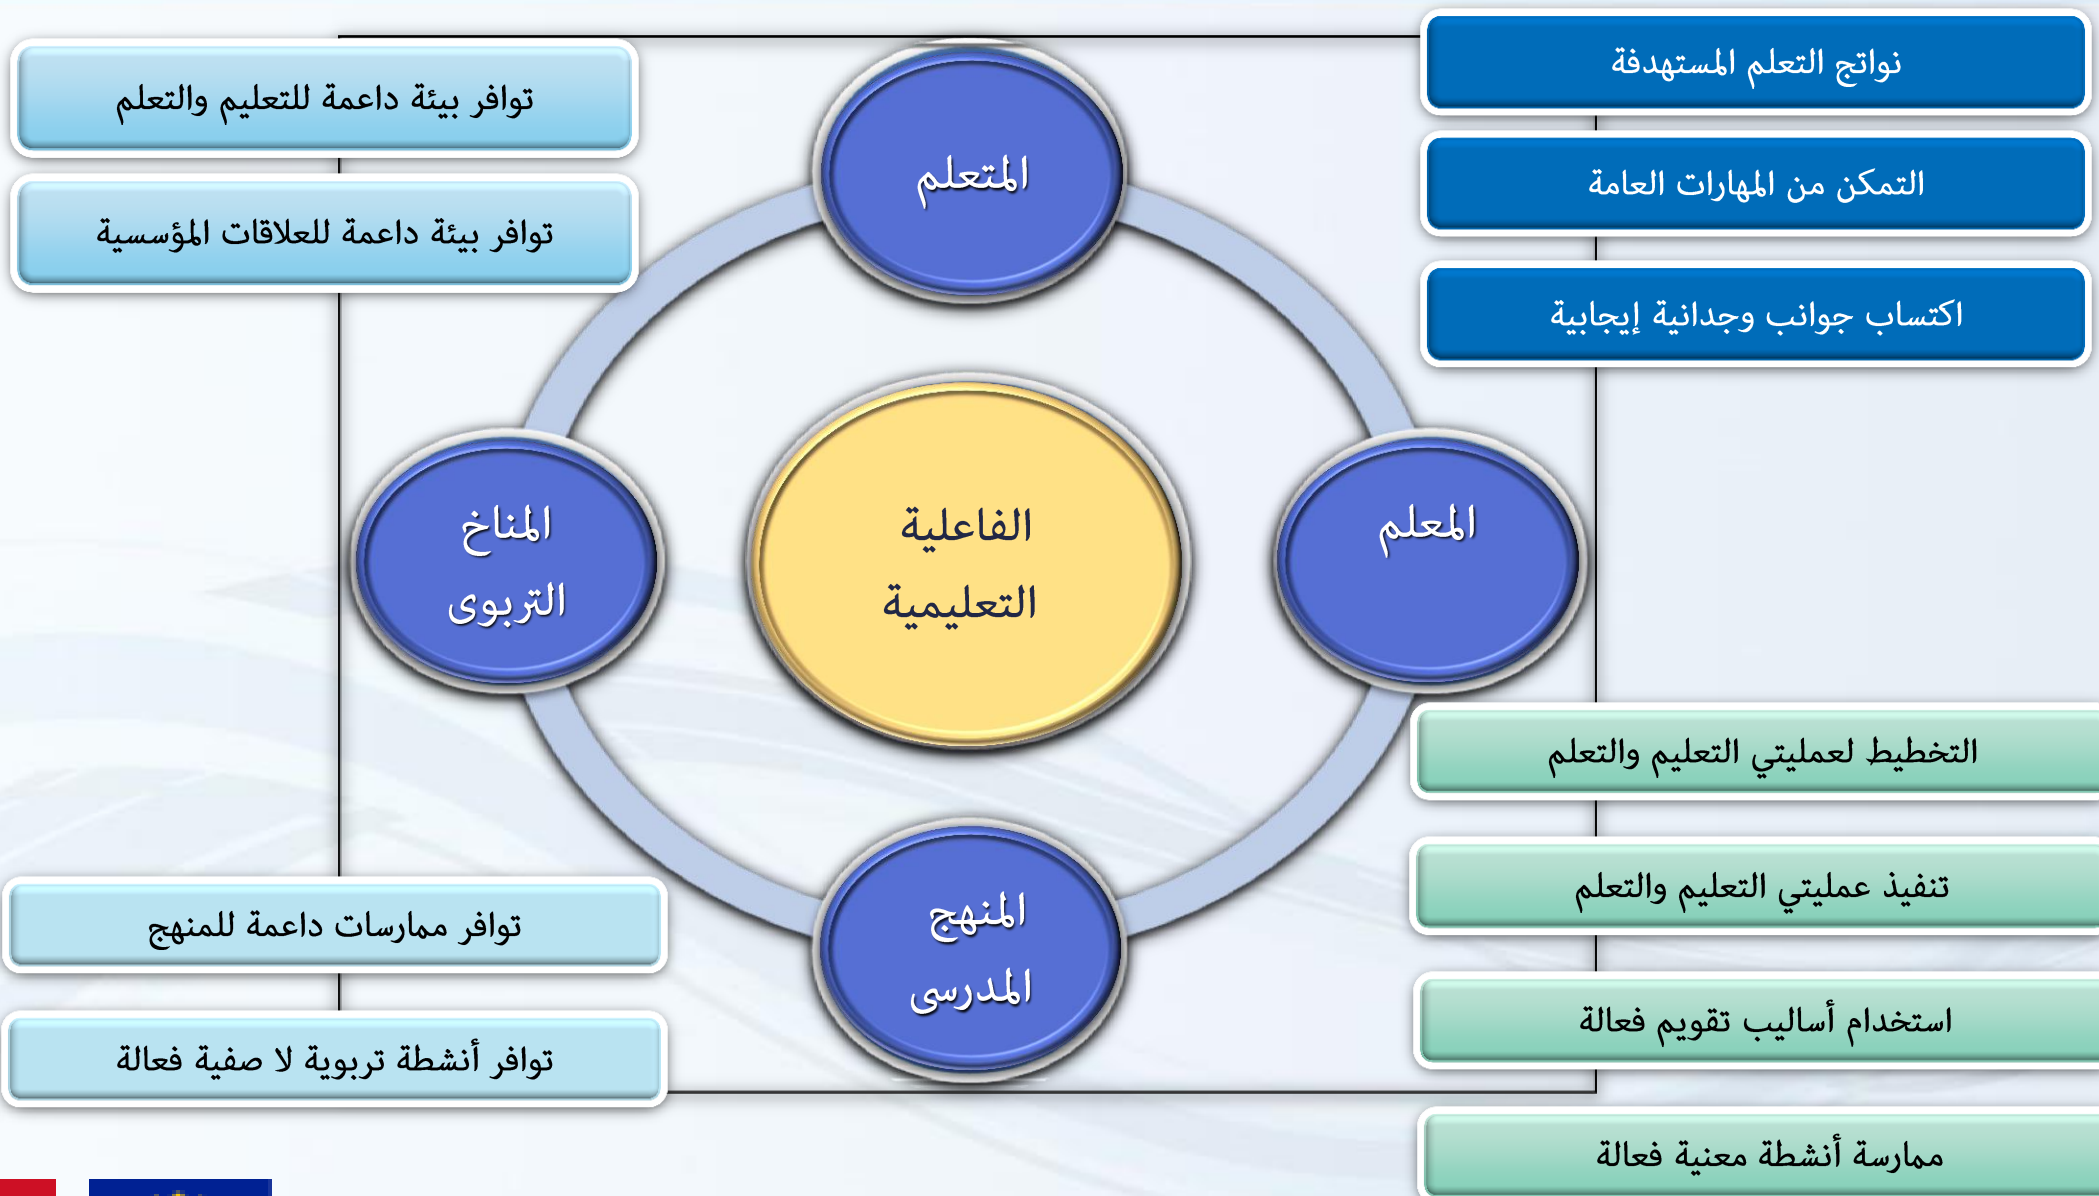 نواتج التعلم المستهدفة
التمكن من المهارات العامة
اكتساب جوانب وجدانية إيجابية
توافر بيئة داعمة للتعليم والتعلم
توافر بيئة داعمة للعلاقات المؤسسية
المتعلم
المعلم
الفاعلية
التعليمية
المناخ
التربوى
المنهج
المدرسى
التخطيط لعمليتي التعليم والتعلم
تنفيذ عمليتي التعليم والتعلم
استخدام أساليب تقويم فعالة
ممارسة أنشطة معنية فعالة
توافر ممارسات داعمة للمنهج
توافر أنشطة تربوية لا صفية فعالة